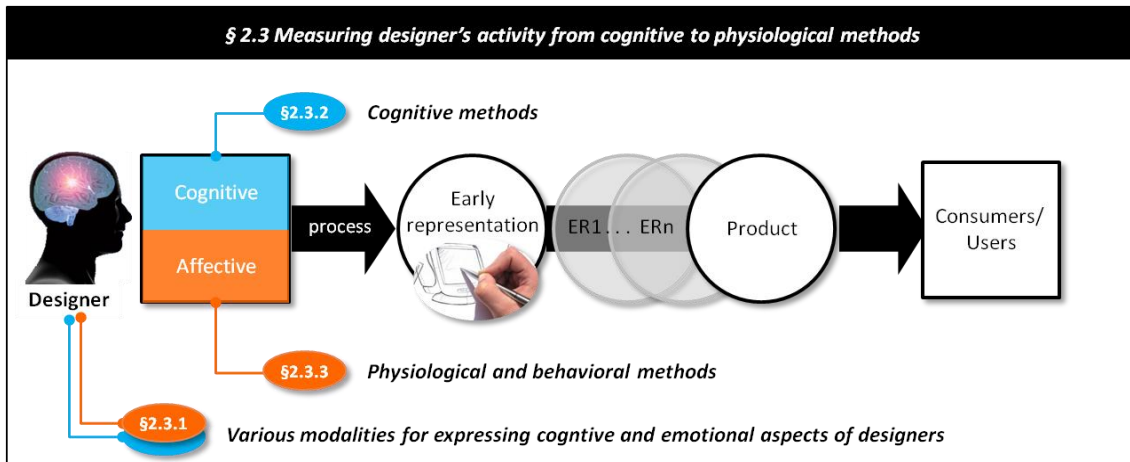 § 2.3 Measuring designer's activity from cognitive to physiological methods
§2.3.2
Cognitive methods
Cognitive
Affective
Designer
process
Early
representation
ER1 . . . ERn
Product
Consumers/
Users
§2.3.3
Physiological and behavioral methods
§2.3.1
Various modalities for expressing cogntive and emotional aspects of designers